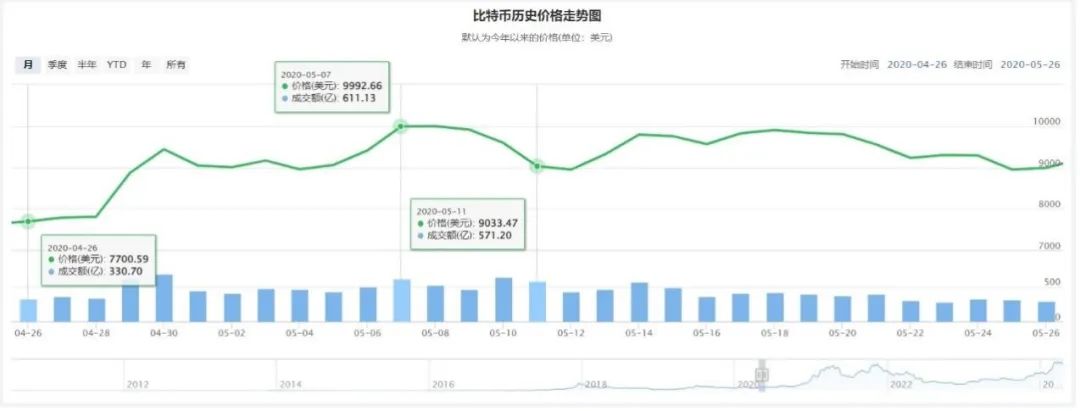 比特币历史价格走势图
默认为今年以来的价格(单位：美元)
月 季度 半年 YTD 年 所有
开始时间 2020-04-26 结束时间 2020-05-26
2020-05-07
价格(美元): 9992.66
成交额(亿): 611.13
10000
9000
8000
7000
500
0
2020-05-11
价格(美元): 9033.47
成交额(亿): 571.20
2020-04-26
价格(美元): 7700.59
成交额(亿): 330.70
04-26 04-28 04-30 05-02 05-04 05-06 05-08 05-10 05-12 05-14 05-16 05-18 05-20 05-22 05-24 05-26
2012 2014 2016 2018 2020 2022 20